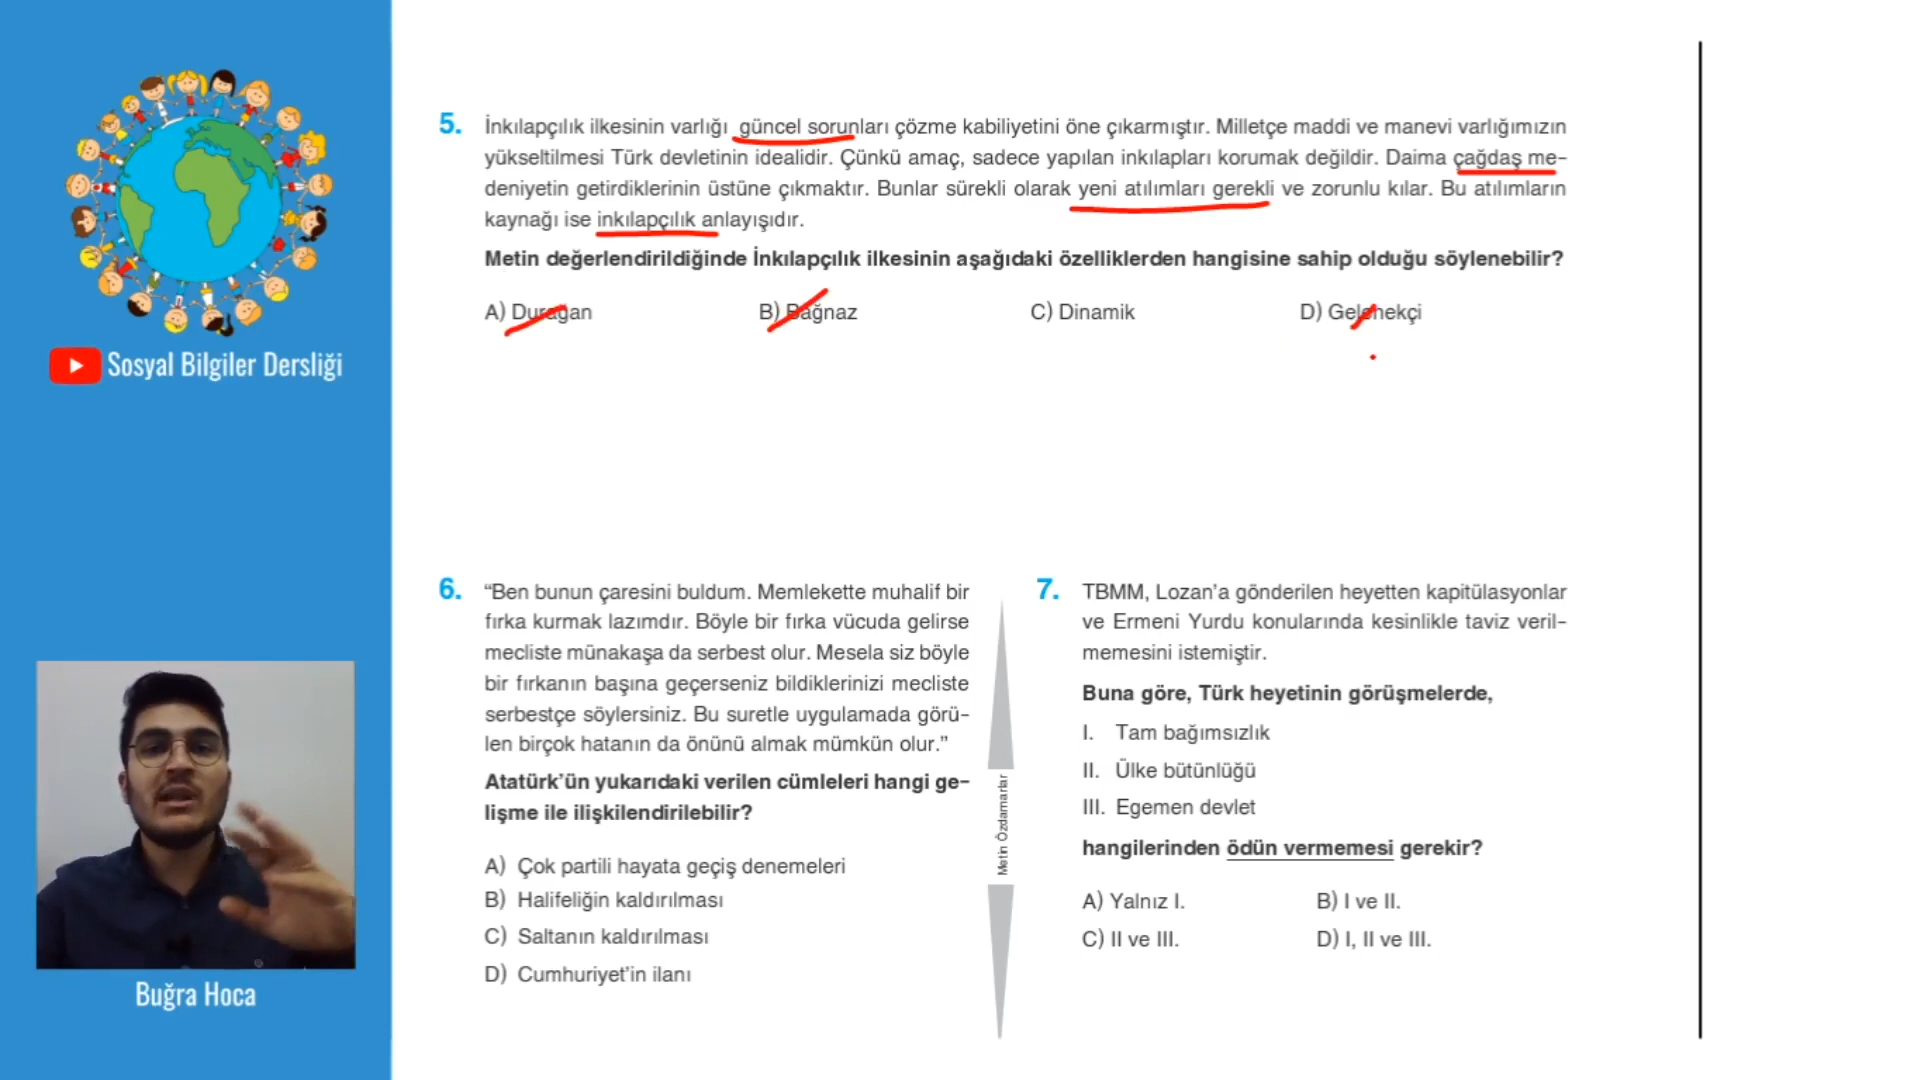 Sosyal Bilgiler Dersliği
Buğra Hoca
5. İnkılapçılık ilkesinin varlığı güncel sorunları çözme kabiliyetini öne çıkarmıştır. Milletçe maddi ve manevi varlığımızın
yükseltilmesi Türk devletinin idealidir. Çünkü amaç, sadece yapılan inkılapları korumak değildir. Daima çağdaş me-
deniyetin getirdiklerinin üstüne çıkmaktır. Bunlar sürekli olarak yeni atılımları gerekli ve zorunlu kılar. Bu atılımların
kaynağı ise inkılapçılık anlayışıdır.
Metin değerlendirildiğinde İnkılapçılık ilkesinin aşağıdaki özelliklerden hangisine sahip olduğu söylenebilir?
A) Durağan B) Bağnaz C) Dinamik D) Gelenekçi
6. “Ben bunun çaresini buldum. Memlekette muhalif bir
fırka kurmak lazımdır. Böyle bir fırka vücuda gelirse
mecliste münakaşa da serbest olur. Mesela siz böyle
bir fırkanın başına geçerseniz bildiklerinizi mecliste
serbestçe söylersiniz. Bu suretle uygulamada görü-
len birçok hatanın da önünü almak mümkün olur.”
Atatürk’ün yukarıdaki verilen cümleleri hangi ge-
lişme ile ilişkilendirilebilir?
A) Çok partili hayata geçiş denemeleri
B) Halifeliğin kaldırılması
C) Saltanın kaldırılması
D) Cumhuriyet’in ilanı
Metin Özdamarlar
7. TBMM, Lozan’a gönderilen heyetten kapitülasyonlar
ve Ermeni Yurdu konularında kesinlikle taviz veril-
memesini istemiştir.
Buna göre, Türk heyetinin görüşmelerde,
I. Tam bağımsızlık
II. Ülke bütünlüğü
III. Egemen devlet
hangilerinden ödün vermemesi gerekir?
A) Yalnız I. B) I ve II.
C) II ve III. D) I, II ve III.